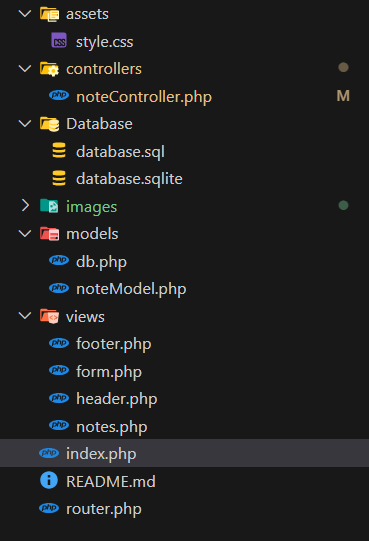 assets
style.css
controllers
noteController.php M
Database
database.sql
database.sqlite
images
models
db.php
noteModel.php
views
footer.php
form.php
header.php
notes.php
index.php
README.md
router.php